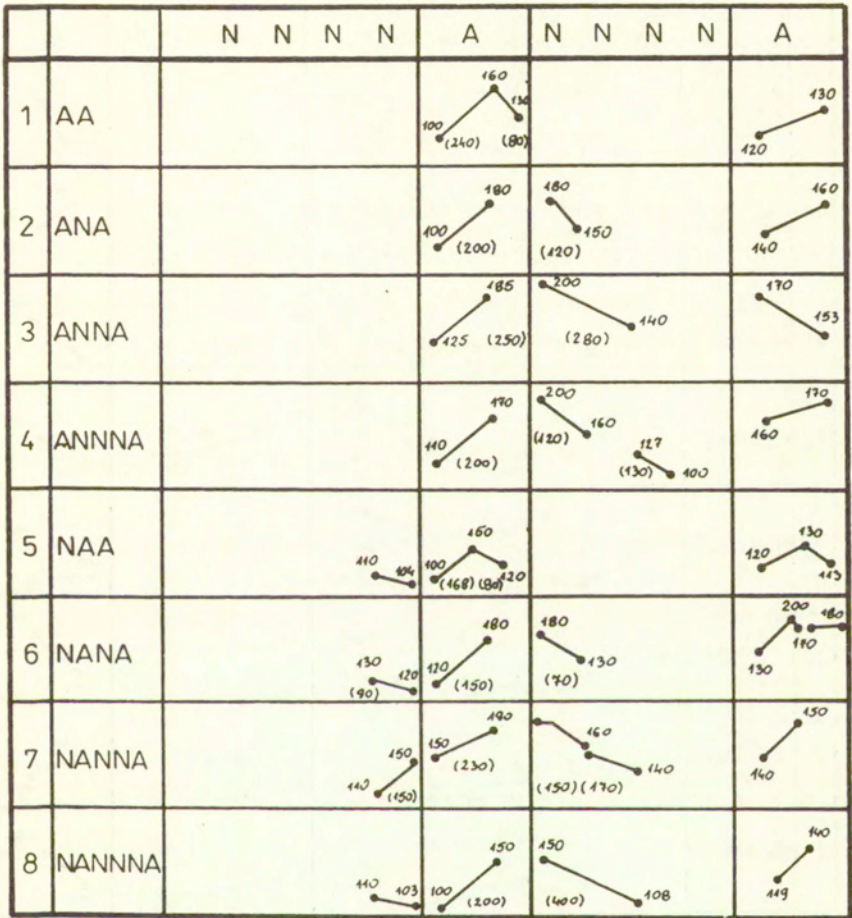 N N N N A N N N N A
160
130 130
1 AA 100
(240) (80) 120
180 180 160
2 ANA 100 150
(200) (120) 140
185 200 170
3 ANNA 140 153
125 (250) (280)
170 200 170
4 ANNNA 110 160 127 160
(200) (120) (130) 100
150 130
5 NAA 110 104 100 120 120 113
(168) (80)
180 180 200 180
6 NANA 130 120 120 130 170
(90) (150) (70) 130
150 190 160 150
7 NANNA 150 140
110 (150) (230) (150) (170) 140
150 150 140
8 NANNNA 110 103 108
100 (200) (400) 119